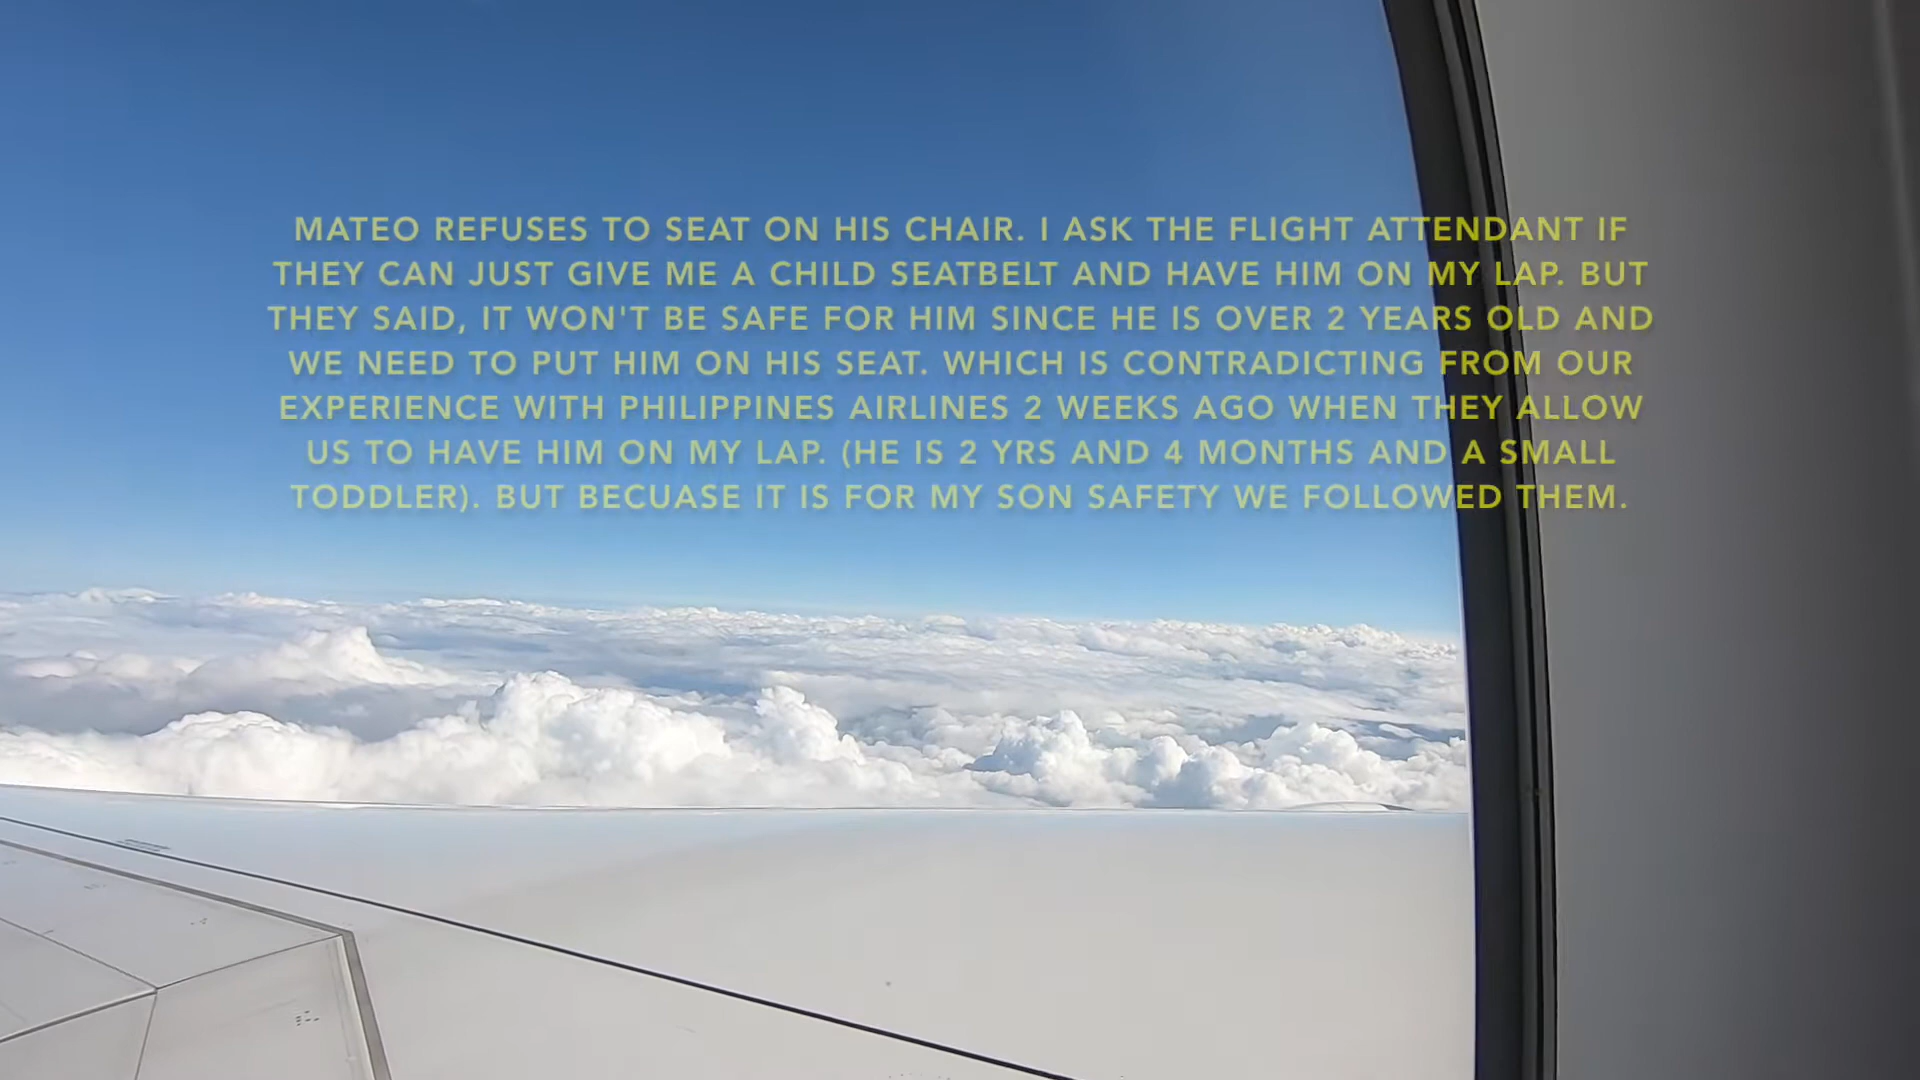 MATEO REFUSES TO SEAT ON HIS CHAIR. I ASK THE FLIGHT ATTENDANT IF
THEY CAN JUST GIVE ME A CHILD SEATBELT AND HAVE HIM ON MY LAP. BUT
THEY SAID, IT WON'T BE SAFE FOR HIM SINCE HE IS OVER 2 YEARS OLD AND
WE NEED TO PUT HIM ON HIS SEAT. WHICH IS CONTRADICTING FROM OUR
EXPERIENCE WITH PHILIPPINES AIRLINES 2 WEEKS AGO WHEN THEY ALLOW
US TO HAVE HIM ON MY LAP. (HE IS 2 YRS AND 4 MONTHS AND A SMALL
TODDLER). BUT BECUASE IT IS FOR MY SON SAFETY WE FOLLOWED THEM.